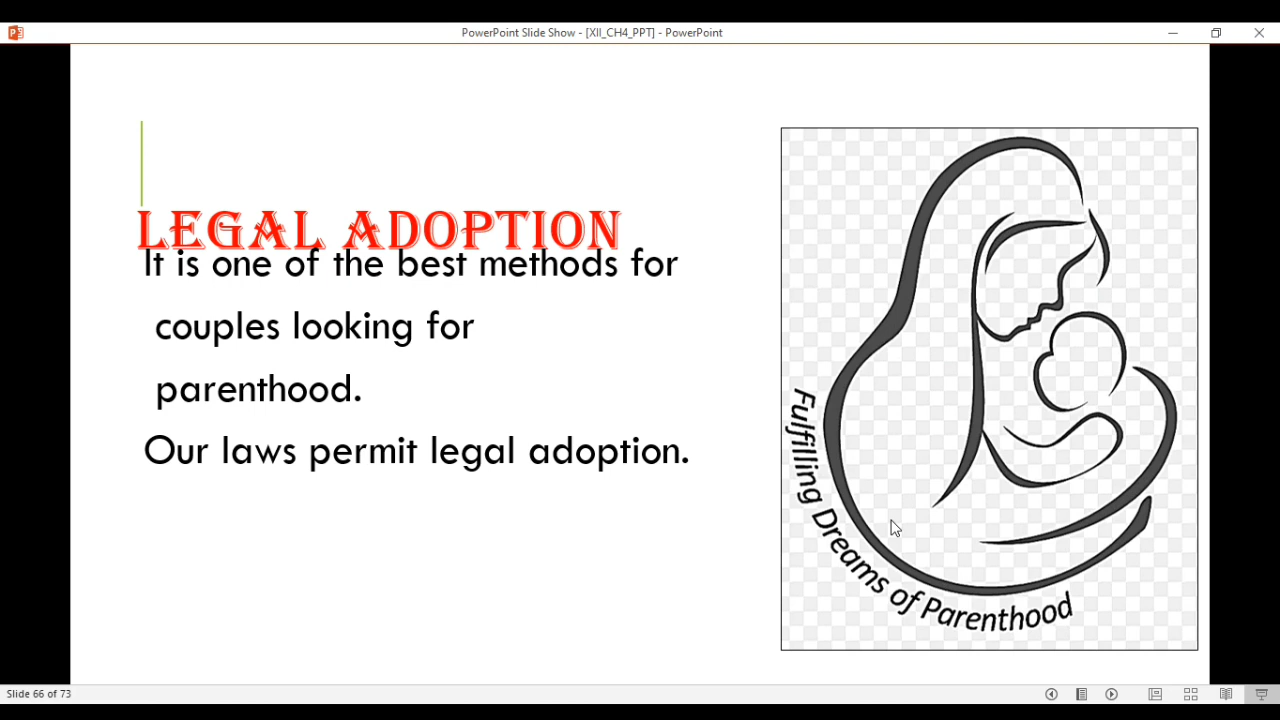 PowerPoint Slide Show - [XII_CH4_PPT] - PowerPoint
LEGAL ADOPTION
It is one of the best methods for
couples looking for
parenthood.
Our laws permit legal adoption.
Fulfilling Dreams of Parenthood
Slide 66 of 73